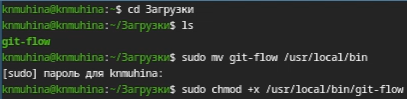 knmuhina@knmuhina:~$ cd Загрузки
knmuhina@knmuhina:~/Загрузки$ ls
git-flow
knmuhina@knmuhina:~/Загрузки$ sudo mv git-flow /usr/local/bin
[sudo] пароль для knmuhina:
knmuhina@knmuhina:~/Загрузки$ sudo chmod +x /usr/local/bin/git-flow